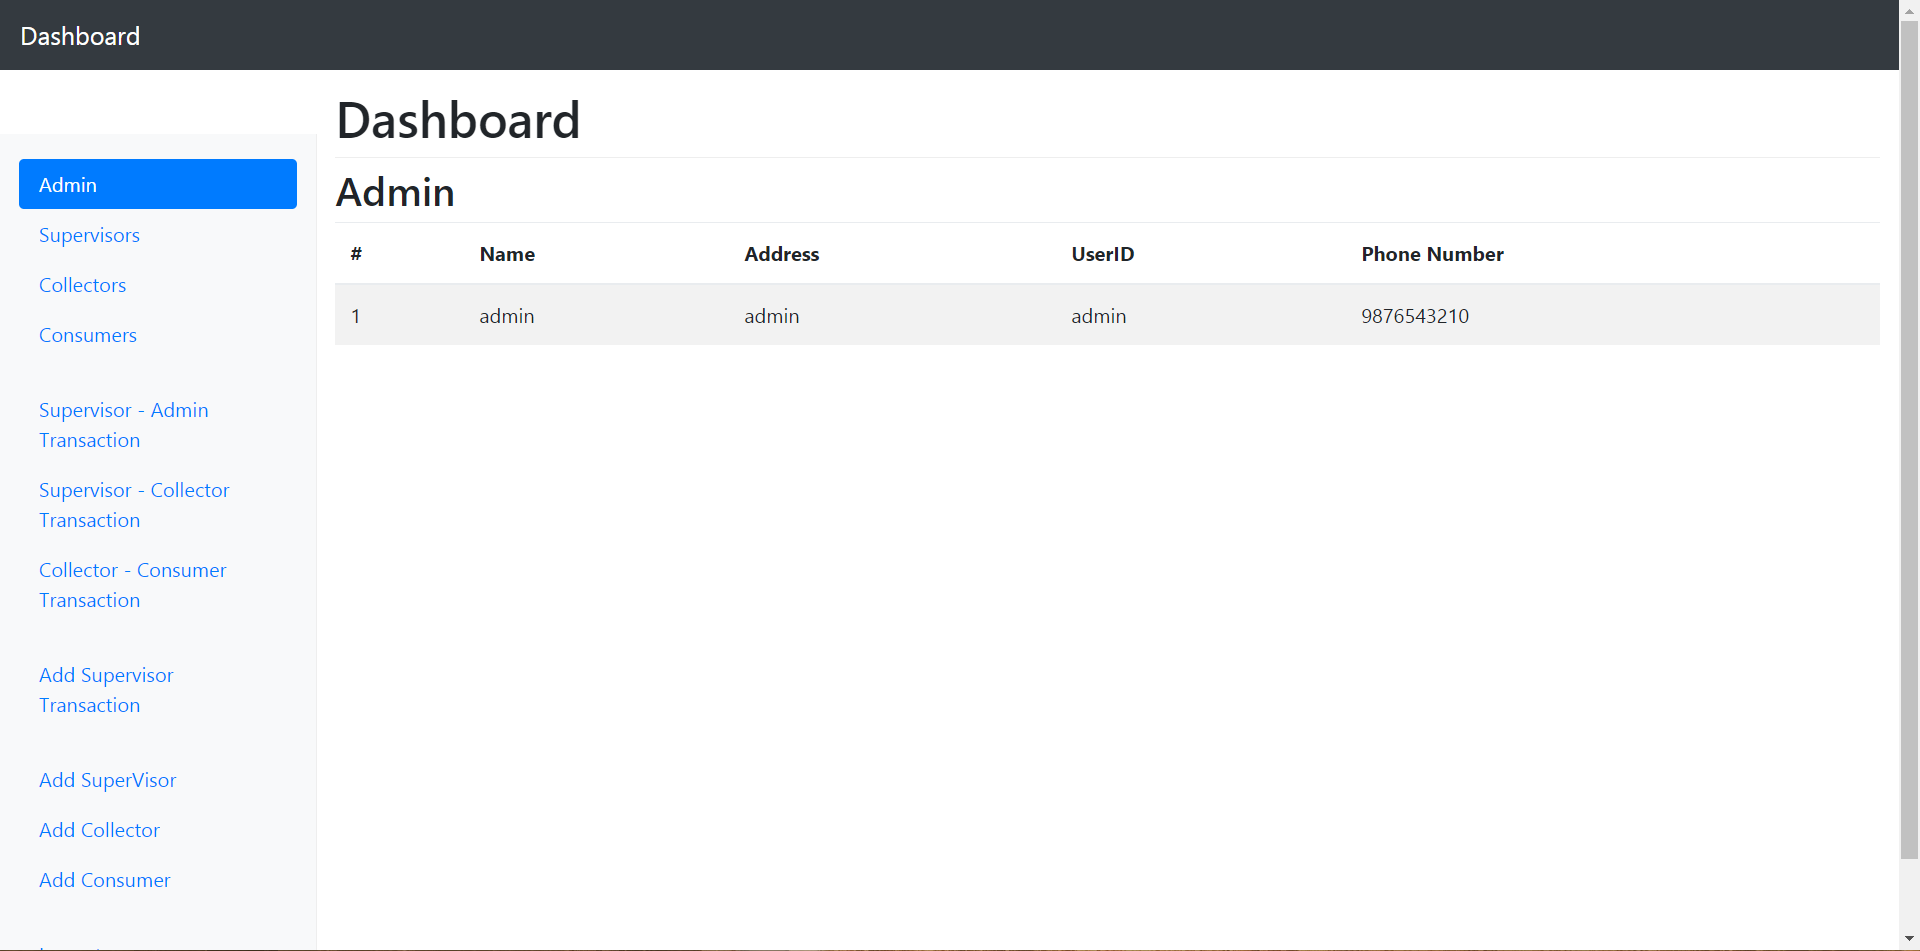 Dashboard
Dashboard
Admin
Supervisors
Collectors
Consumers
Supervisor - Admin
Transaction
Supervisor - Collector
Transaction
Collector - Consumer
Transaction
Add Supervisor
Transaction
Add SuperVisor
Add Collector
Add Consumer
Admin
# Name Address UserID Phone Number
1 admin admin admin 9876543210